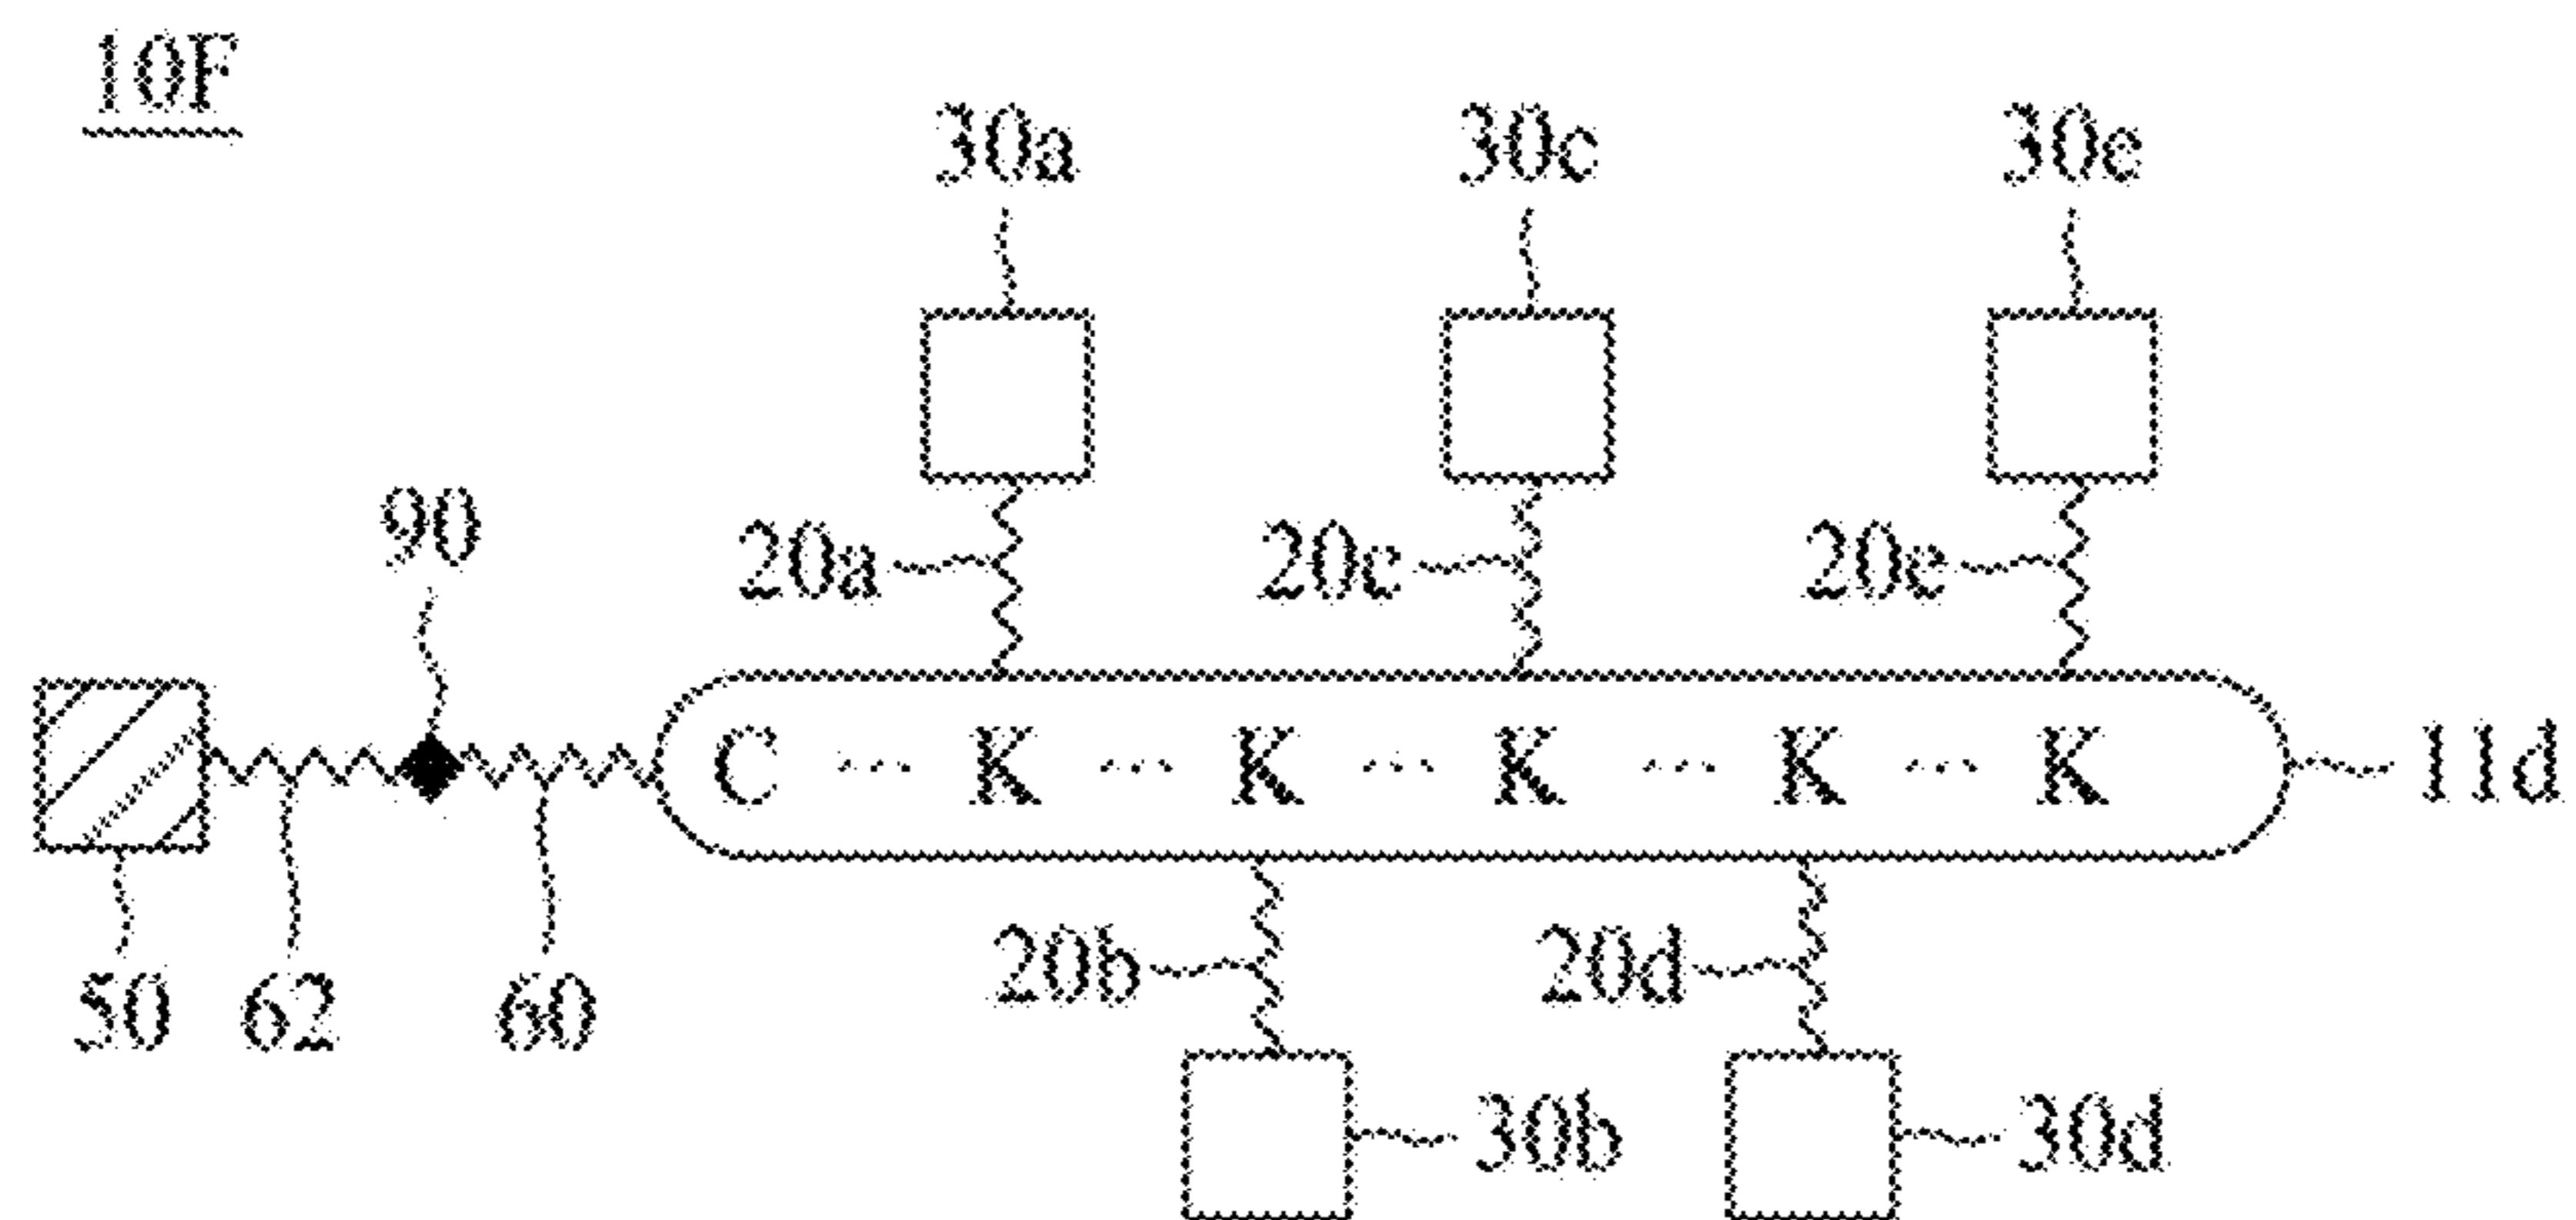 10F
30a 30c 30e
90 20a 20c 20e
C ... K ... K ... K ... K ... K 11d
50 62 60 20b 20d
30b 30d